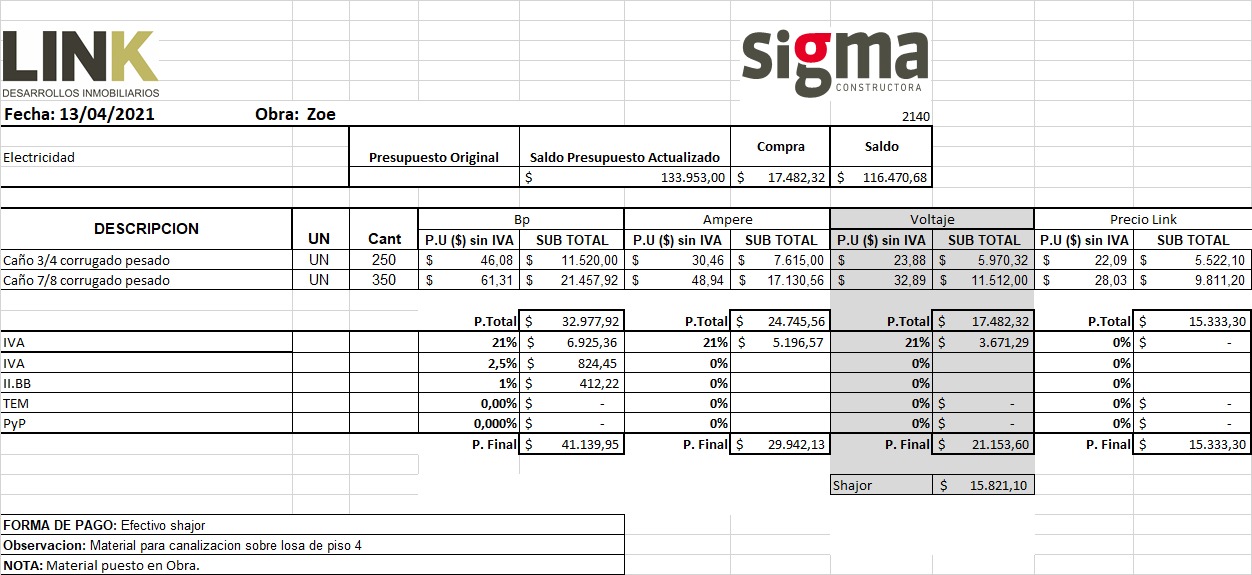 LINK
DESARROLLOS INMOBILIARIOS
sigma
CONSTRUCTORA
Fecha: 13/04/2021 Obra: Zoe 2140
Electricidad Presupuesto Original Saldo Presupuesto Actualizado Compra Saldo
$ 133.953,00 $ 17.482,32 $ 116.470,68
DESCRIPCION UN Cant Bp Ampere Voltaje Precio Link
P.U ($) sin IVA SUB TOTAL P.U ($) sin IVA SUB TOTAL P.U ($) sin IVA SUB TOTAL P.U ($) sin IVA SUB TOTAL
Caño 3/4 corrugado pesado UN 250 $ 46,08 $ 11.520,00 $ 30,46 $ 7.615,00 $ 23,88 $ 5.970,32 $ 22,09 $ 5.522,10
Caño 7/8 corrugado pesado UN 350 $ 61,31 $ 21.457,92 $ 48,94 $ 17.130,56 $ 32,89 $ 11.512,00 $ 28,03 $ 9.811,20
P.Total $ 32.977,92 P.Total $ 24.745,56 P.Total $ 17.482,32 P.Total $ 15.333,30
IVA 21% $ 6.925,36 21% $ 5.196,57 21% $ 3.671,29 0% $ -
IVA 2,5% $ 824,45 0% 0% 0%
II.BB 1% $ 412,22 0% 0% 0%
TEM 0,00% $ - 0% 0% $ - 0% $ -
PyP 0,000% $ - 0% 0% $ - 0% $ -
P. Final $ 41.139,95 P. Final $ 29.942,13 P. Final $ 21.153,60 P. Final $ 15.333,30
Shajor $ 15.821,10
FORMA DE PAGO: Efectivo shajor
Observacion: Material para canalizacion sobre losa de piso 4
NOTA: Material puesto en Obra.